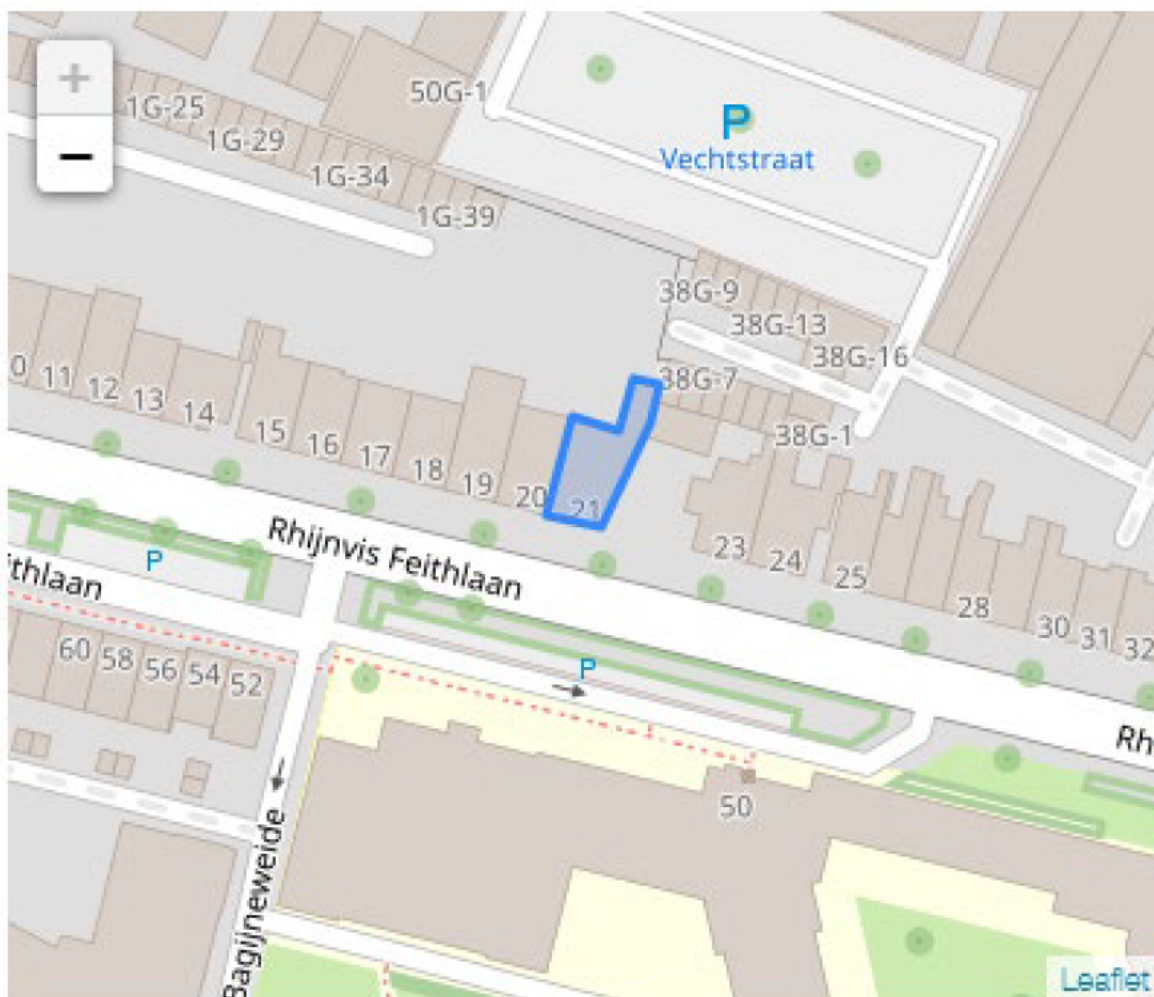 +
50G-1
1G-25
P
1G-29
−
Vechtstraat
1G-34
1G-39
38G-9
38G-13
38G-16
0
11
12
13
14
38G-7
15
16
17
18
19
20
21
38G-1
23
24
25
28
30
31
32
Rhijnvis Feithlaan
P
ithlaan
60
58
56
54
52
P
Rh
50
Bagijneweide
Leaflet